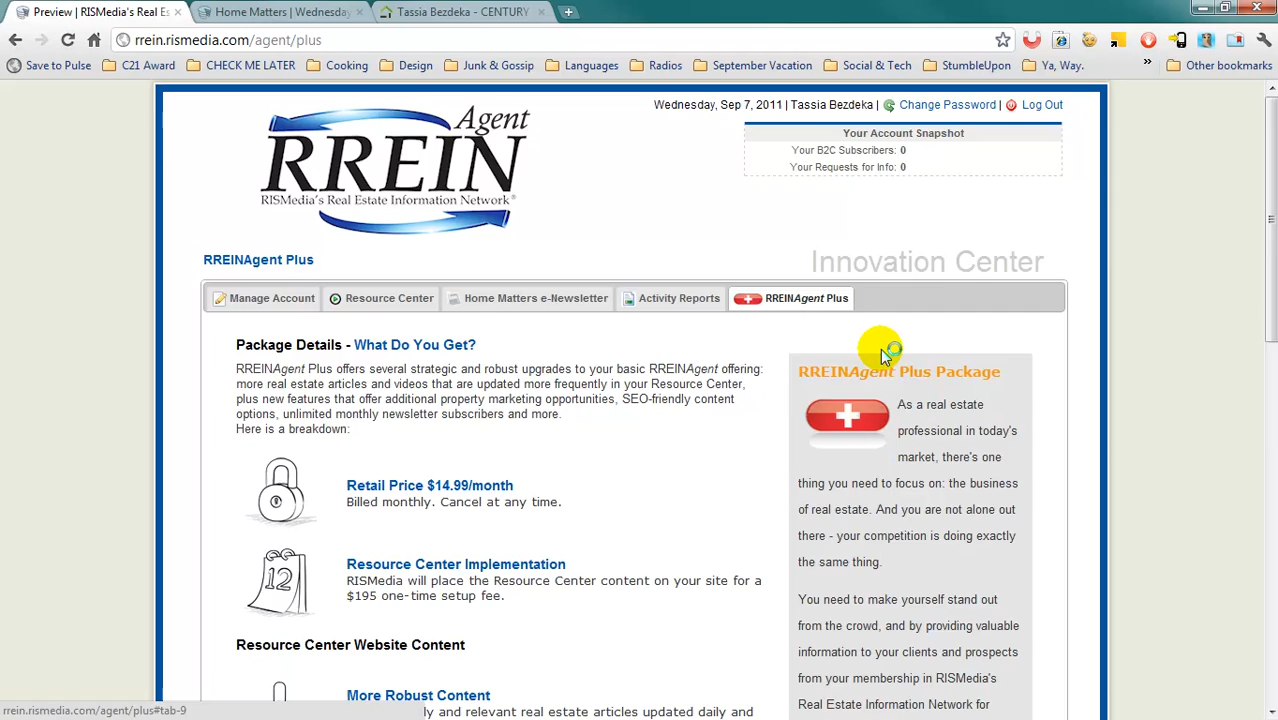 Preview | RISMedia's Real Es
Home Matters | Wednesday,
Tassia Bezdeka - CENTURY
rrein.rismedia.com/agent/plus
Save to Pulse
C21 Award
CHECK ME LATER
Cooking
Design
Junk & Gossip
Languages
Radios
September Vacation
Social & Tech
StumbleUpon
Ya, Way.
»
Other bookmarks
Wednesday, Sep 7, 2011 | Tassia Bezdeka | Change Password | Log Out
Your Account Snapshot
Your B2C Subscribers: 0
Your Requests for Info: 0
Agent
RREIN
RISMEDIA'S REAL ESTATE INFORMATION NETWORK®
RREINAgent Plus
Innovation Center
Manage Account
Resource Center
Home Matters e-Newsletter
Activity Reports
RREINAgent Plus
Package Details - What Do You Get?
RREINAgent Plus offers several strategic and robust upgrades to your basic RREINAgent offering:
more real estate articles and videos that are updated more frequently in your Resource Center,
plus new features that offer additional property marketing opportunities, SEO-friendly content
options, unlimited monthly newsletter subscribers and more.
Here is a breakdown:
Retail Price $14.99/month
Billed monthly. Cancel at any time.
12
Resource Center Implementation
RISMedia will place the Resource Center content on your site for a
$195 one-time setup fee.
Resource Center Website Content
More Robust Content
ly and relevant real estate articles updated daily and
RREINAgent Plus Package
As a real estate
professional in today's
market, there's one
thing you need to focus on: the business
of real estate. And you are not alone out
there - your competition is doing exactly
the same thing.
You need to make yourself stand out
from the crowd, and by providing valuable
information to your clients and prospects
from your membership in RISMedia's
Real Estate Information Network for
rrein.rismedia.com/agent/plus#tab-9